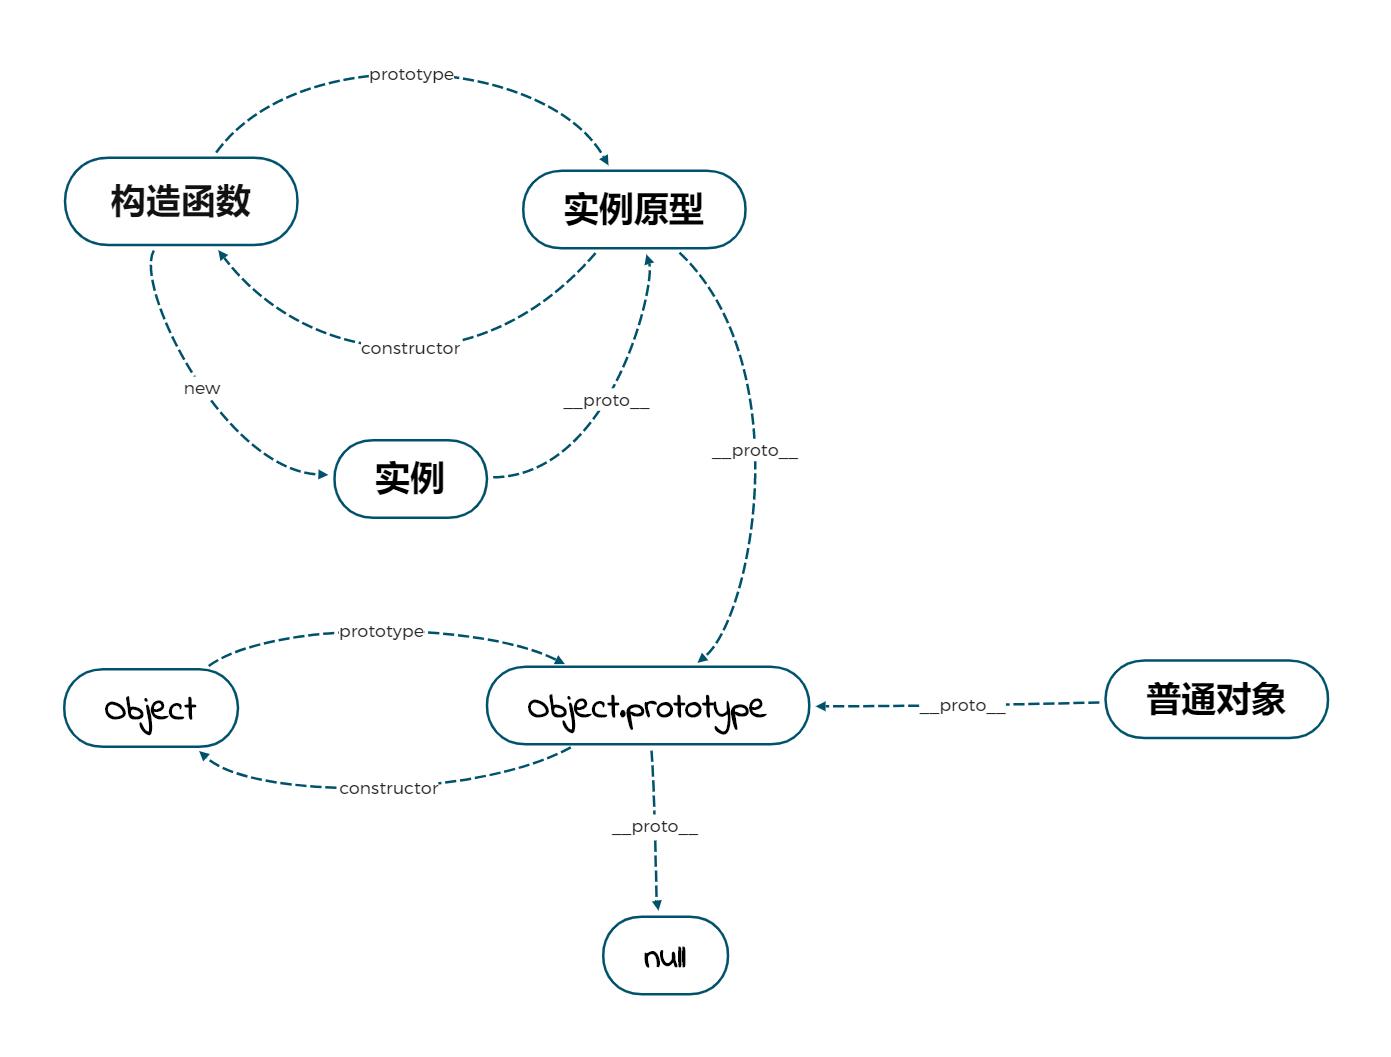 prototype
构造函数
实例原型
constructor
new
__proto__
__proto__
实例
prototype
Object
Object.prototype
__proto__
普通对象
constructor
__proto__
null